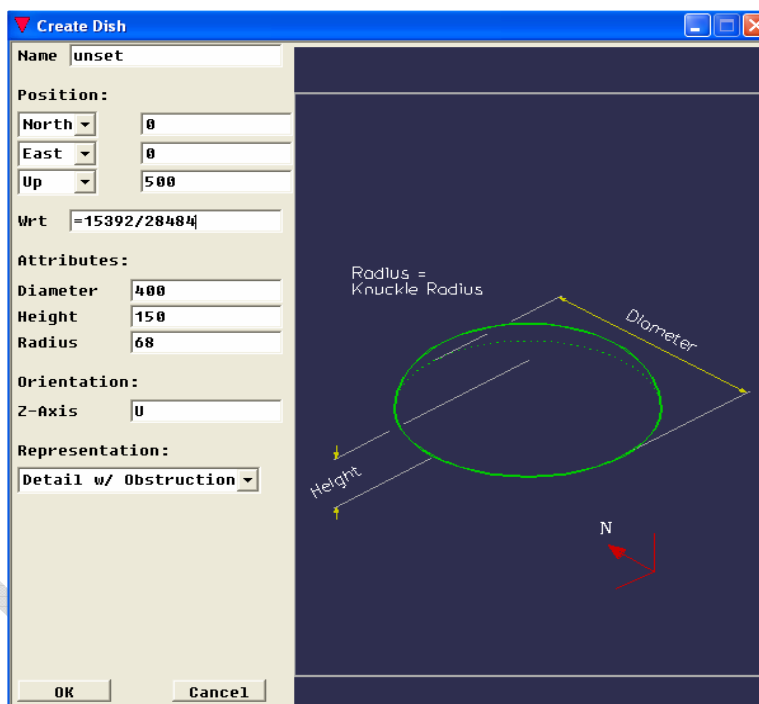 Create Dish
Name unset
Position:
North 0
East 0
Up 500
Wrt =15392/28484
Attributes:
Diameter 400
Height 150
Radius 68
Orientation:
Z-Axis U
Representation:
Detail w/ Obstruction
OK Cancel
Radius =
Knuckle Radius
Diameter
Height
N